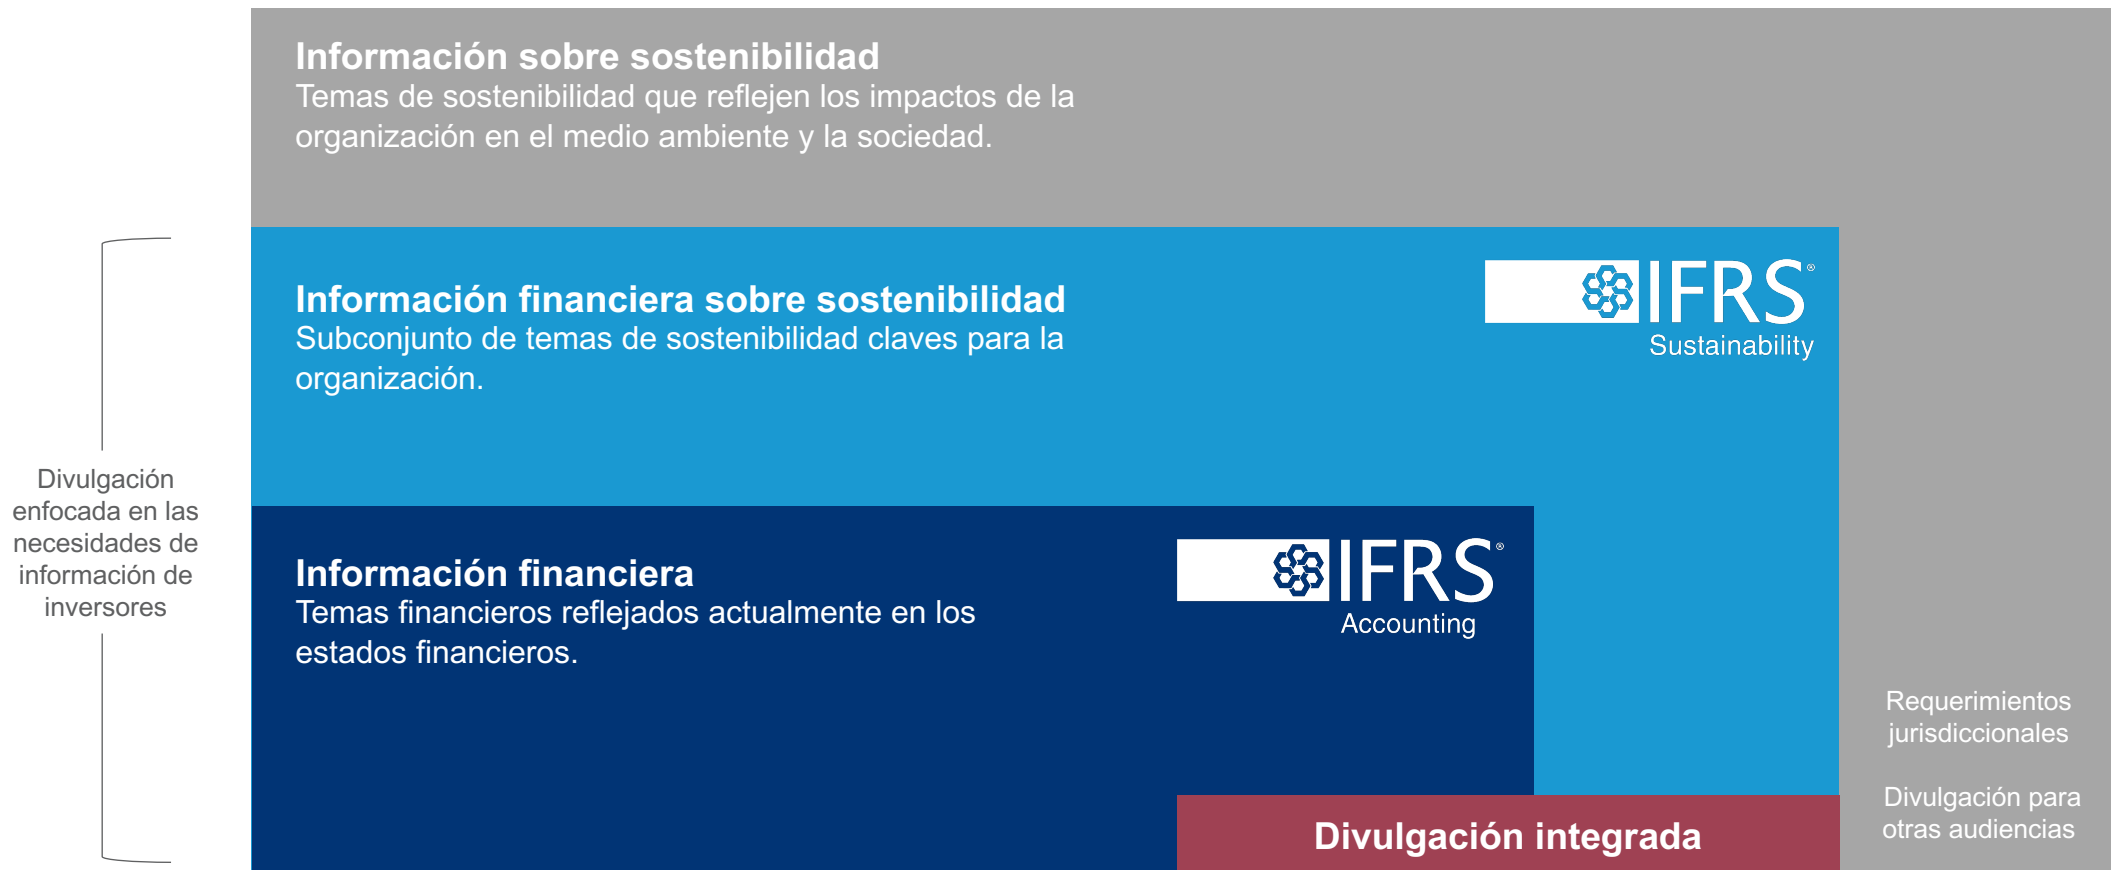 Información sobre sostenibilidad
Temas de sostenibilidad que reflejen los impactos de la
organización en el medio ambiente y la sociedad.
Información financiera sobre sostenibilidad
Subconjunto de temas de sostenibilidad claves para la
organización.
IFRS®
Sustainability
Divulgación
enfocada en las
necesidades de
información de
inversores
Información financiera
Temas financieros reflejados actualmente en los
estados financieros.
IFRS®
Accounting
Requerimientos
jurisdiccionales
Divulgación para
otras audiencias
Divulgación integrada